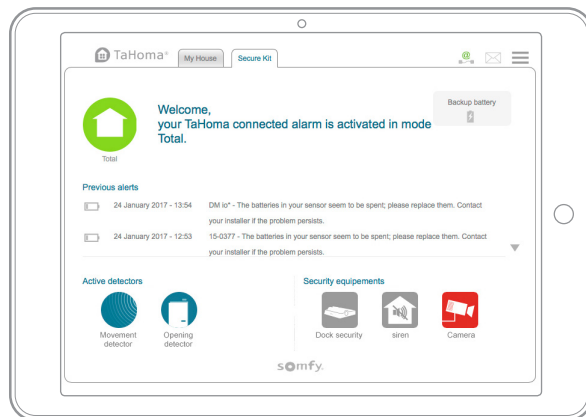 TaHoma®
My House
Secure Kit
@
Welcome,
your TaHoma connected alarm is activated in mode
Total.
Backup battery
Total
Previous alerts
24 January 2017 - 13:54 DM io* - The batteries in your sensor seem to be spent; please replace them. Contact
your installer if the problem persists.
24 January 2017 - 12:53 15-0377 - The batteries in your sensor seem to be spent; please replace them. Contact
your installer if the problem persists.
Active detectors
Security equipements
Movement
detector
Opening
detector
Dock security
siren
Camera
somfy.